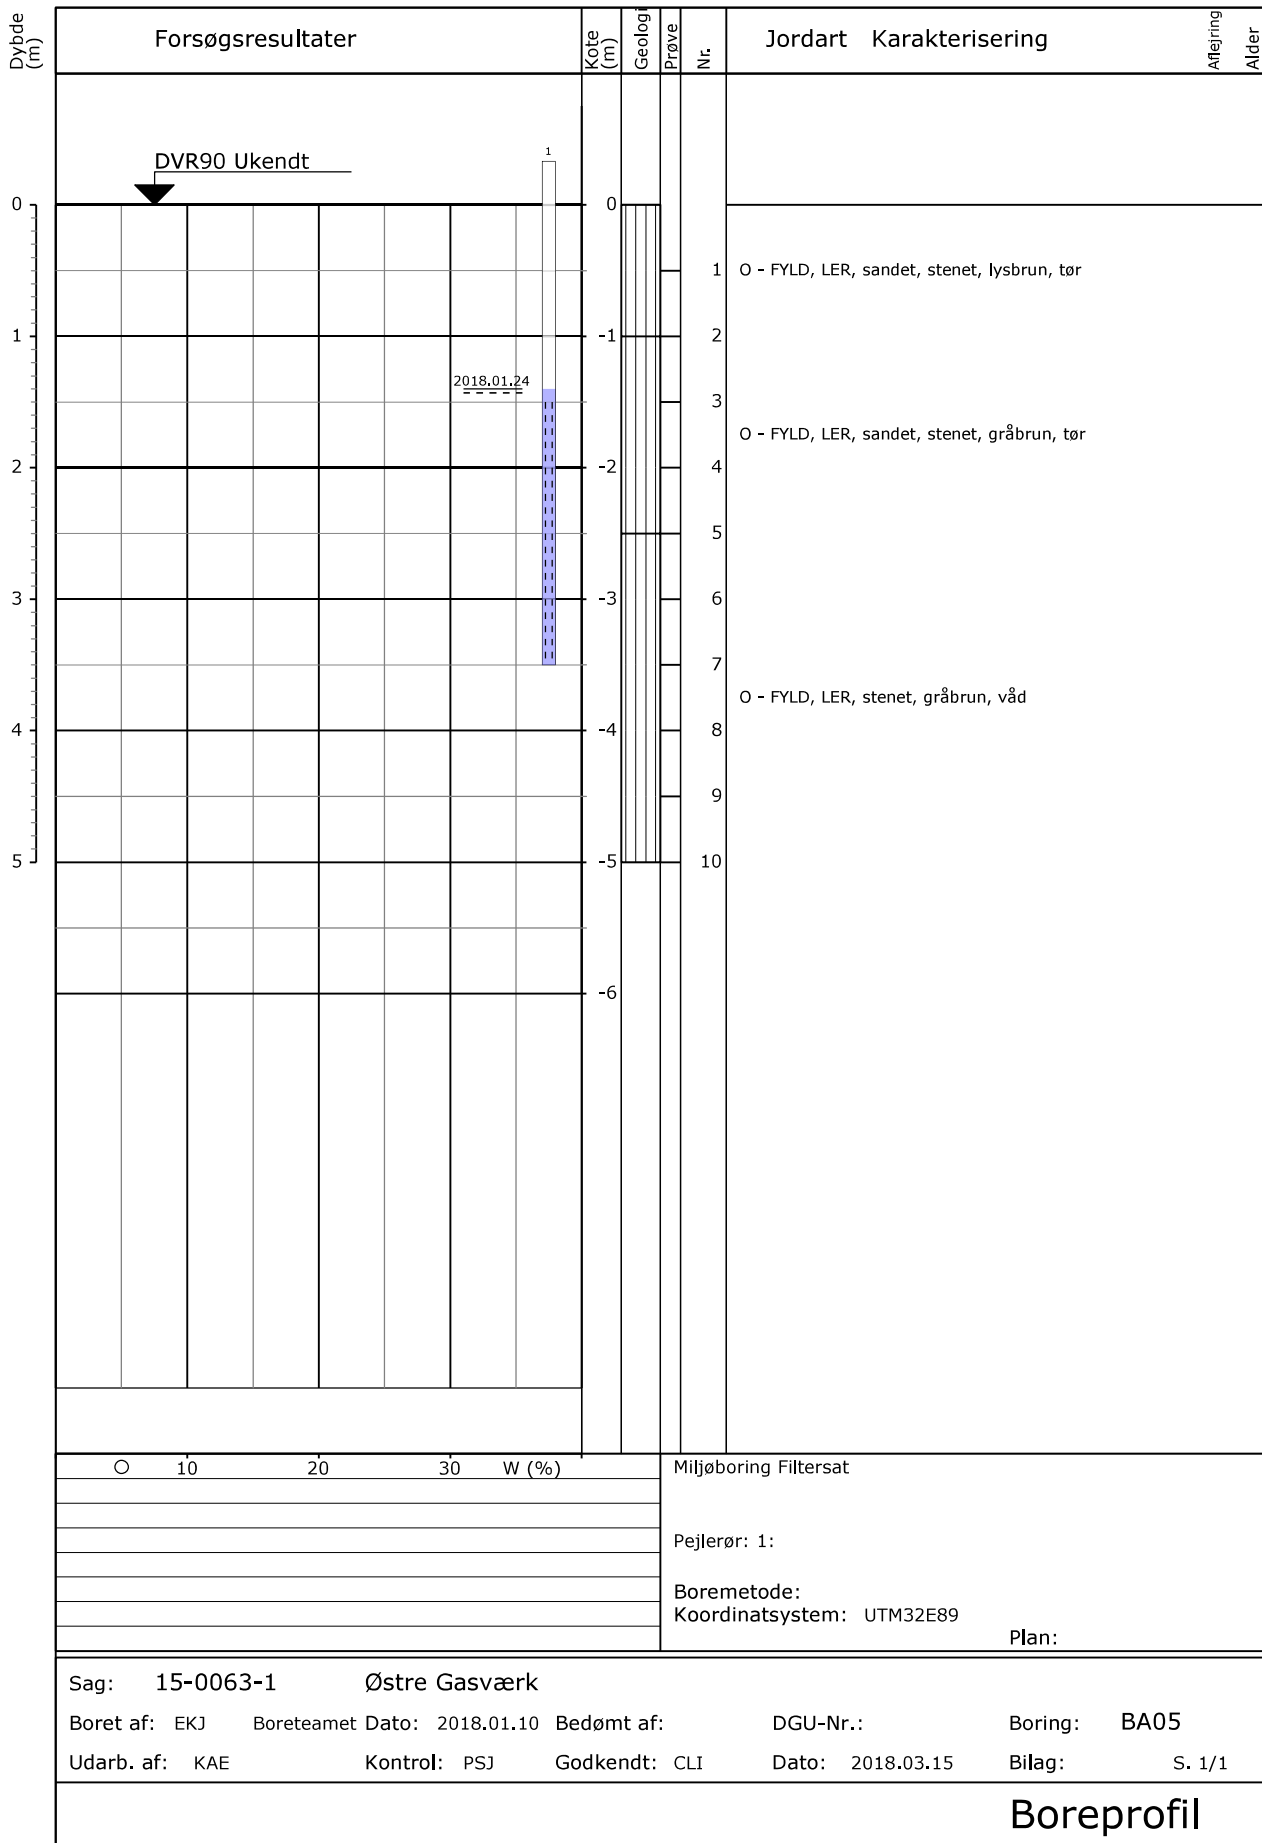 Dybde (m)
Forsøgsresultater
Kote (m)
Geologi
Prøve
Nr.
Jordart Karakterisering
Aflejring
Alder
1
DVR90 Ukendt
0
0
1 O - FYLD, LER, sandet, stenet, lysbrun, tør
1
-1
2
2018.01.24
3
O - FYLD, LER, sandet, stenet, gråbrun, tør
2
-2
4
5
3
-3
6
7
O - FYLD, LER, stenet, gråbrun, våd
4
-4
8
9
5
-5
10
-6
10 20 30 W (%)
Miljøboring Filtersat
Pejlerør: 1:
Boremetode:
Koordinatsystem: UTM32E89
Plan:
Sag: 15-0063-1 Østre Gasværk
Boret af: EKJ Boreteamet Dato: 2018.01.10 Bedømt af: DGU-Nr.: Boring: BA05
Udarb. af: KAE Kontrol: PSJ Godkendt: CLI Dato: 2018.03.15 Bilag: S. 1/1
Boreprofil